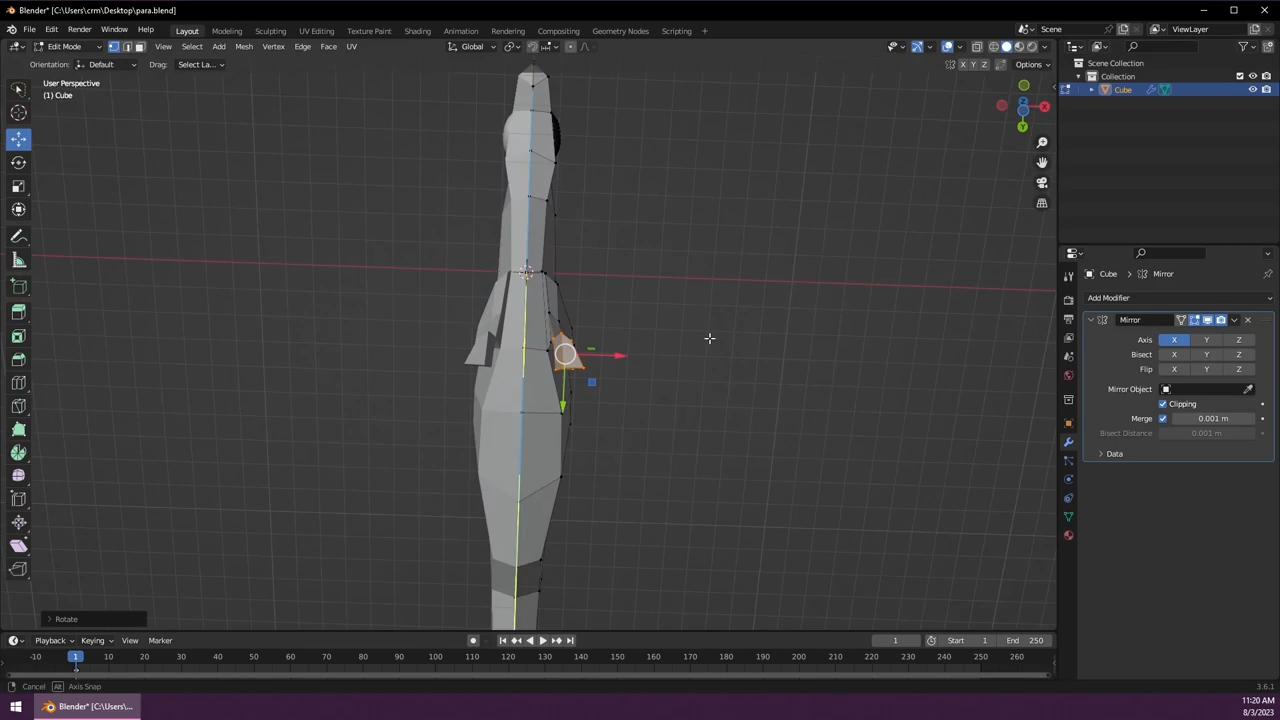 Blender* [C:\Users\crm\Desktop\para.blend]
File Edit Render Window Help Layout Modeling Sculpting UV Editing Texture Paint Shading Animation Rendering Compositing Geometry Nodes Scripting + Scene ViewLayer
Edit Mode View Select Add Mesh Vertex Edge Face UV Global
Orientation: Default Drag: Select La... X Y Z Options
User Perspective
(1) Cube
Scene Collection
Collection
Cube
X
Y
Z
Cube > Mirror
Add Modifier
Mirror
Axis X Y Z
Bisect X Y Z
Flip X Y Z
Mirror Object
Clipping
Merge 0.001 m
Bisect Distance 0.001 m
Data
Rotate
Playback Keying View Marker 1 Start 1 End 250
-10 1 10 20 30 40 50 60 70 80 90 100 110 120 130 140 150 160 170 180 190 200 210 220 230 240 250 260
Cancel Alt Axis Snap 3.6.1
Blender* [C:\Users\... 11:20 AM
8/3/2023